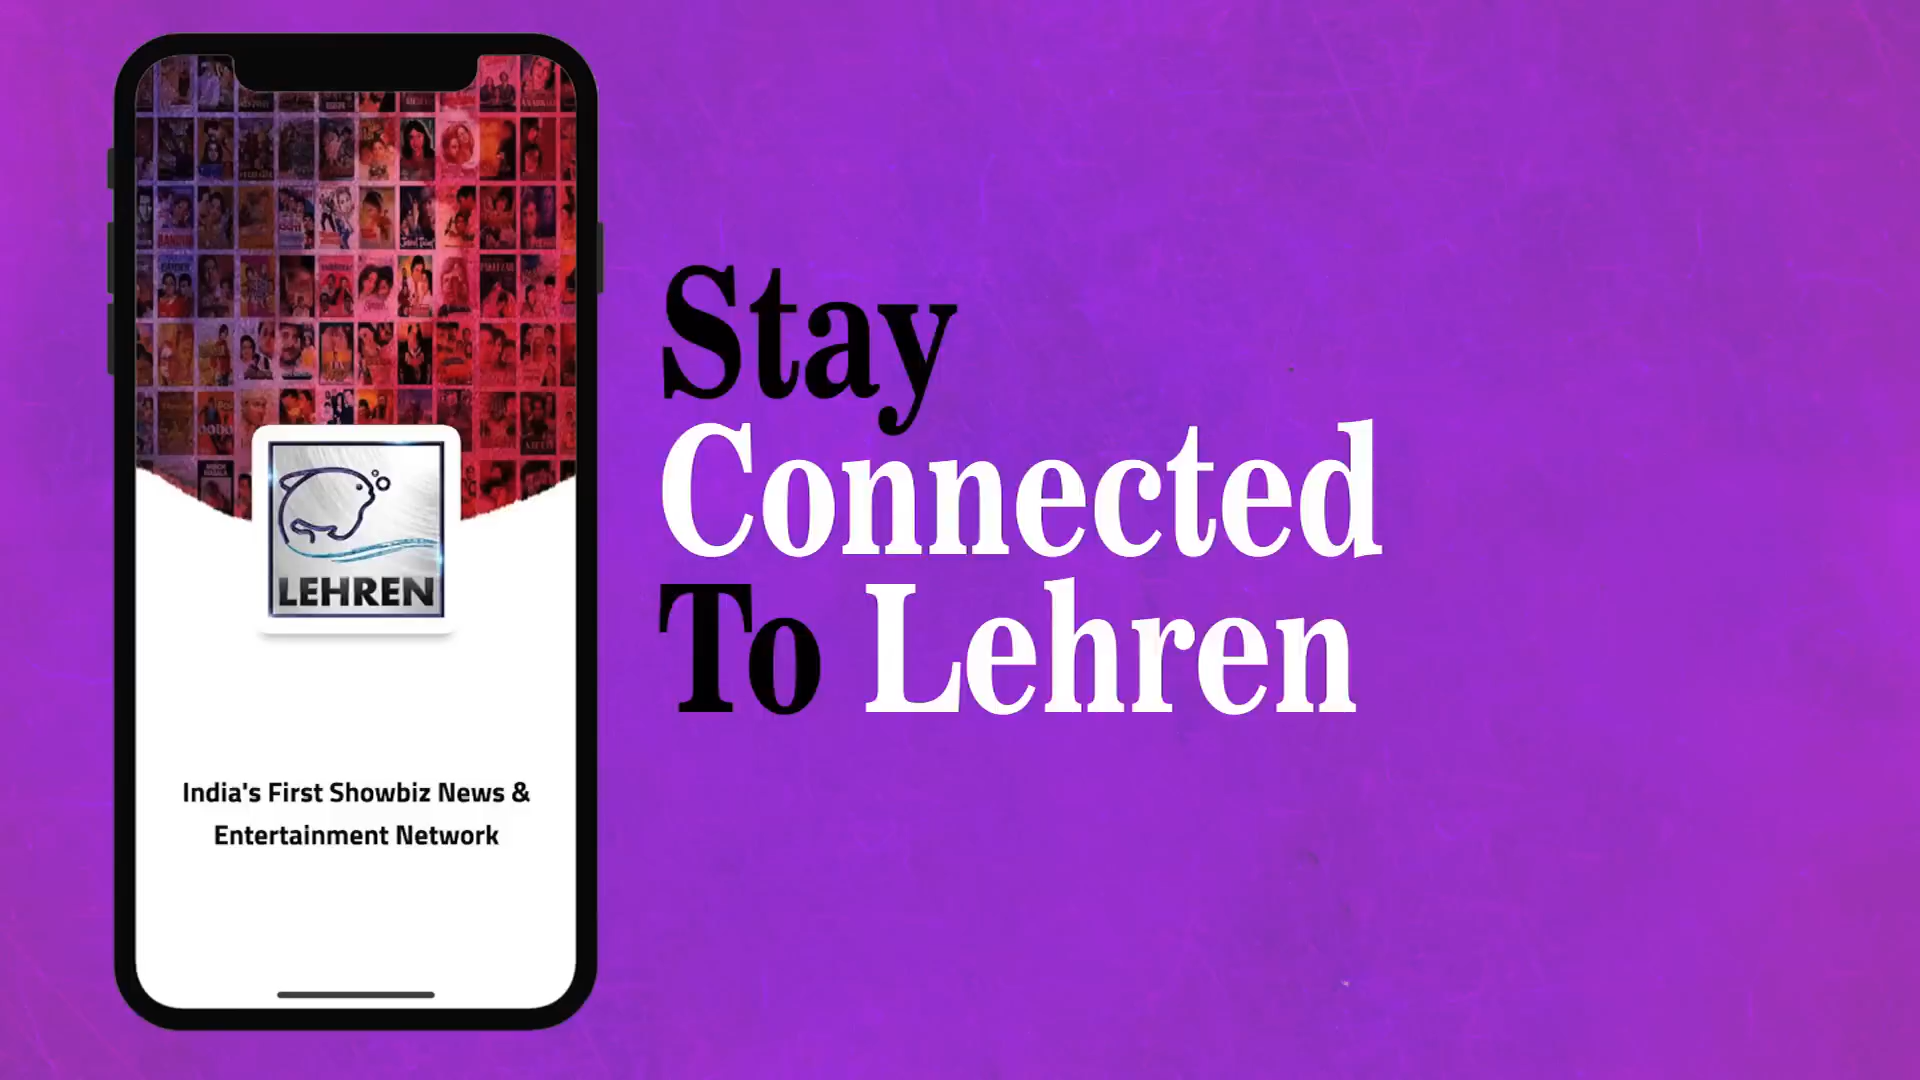 LEHREN
India's First Showbiz News &
Entertainment Network
Stay
Connected
To Lehren